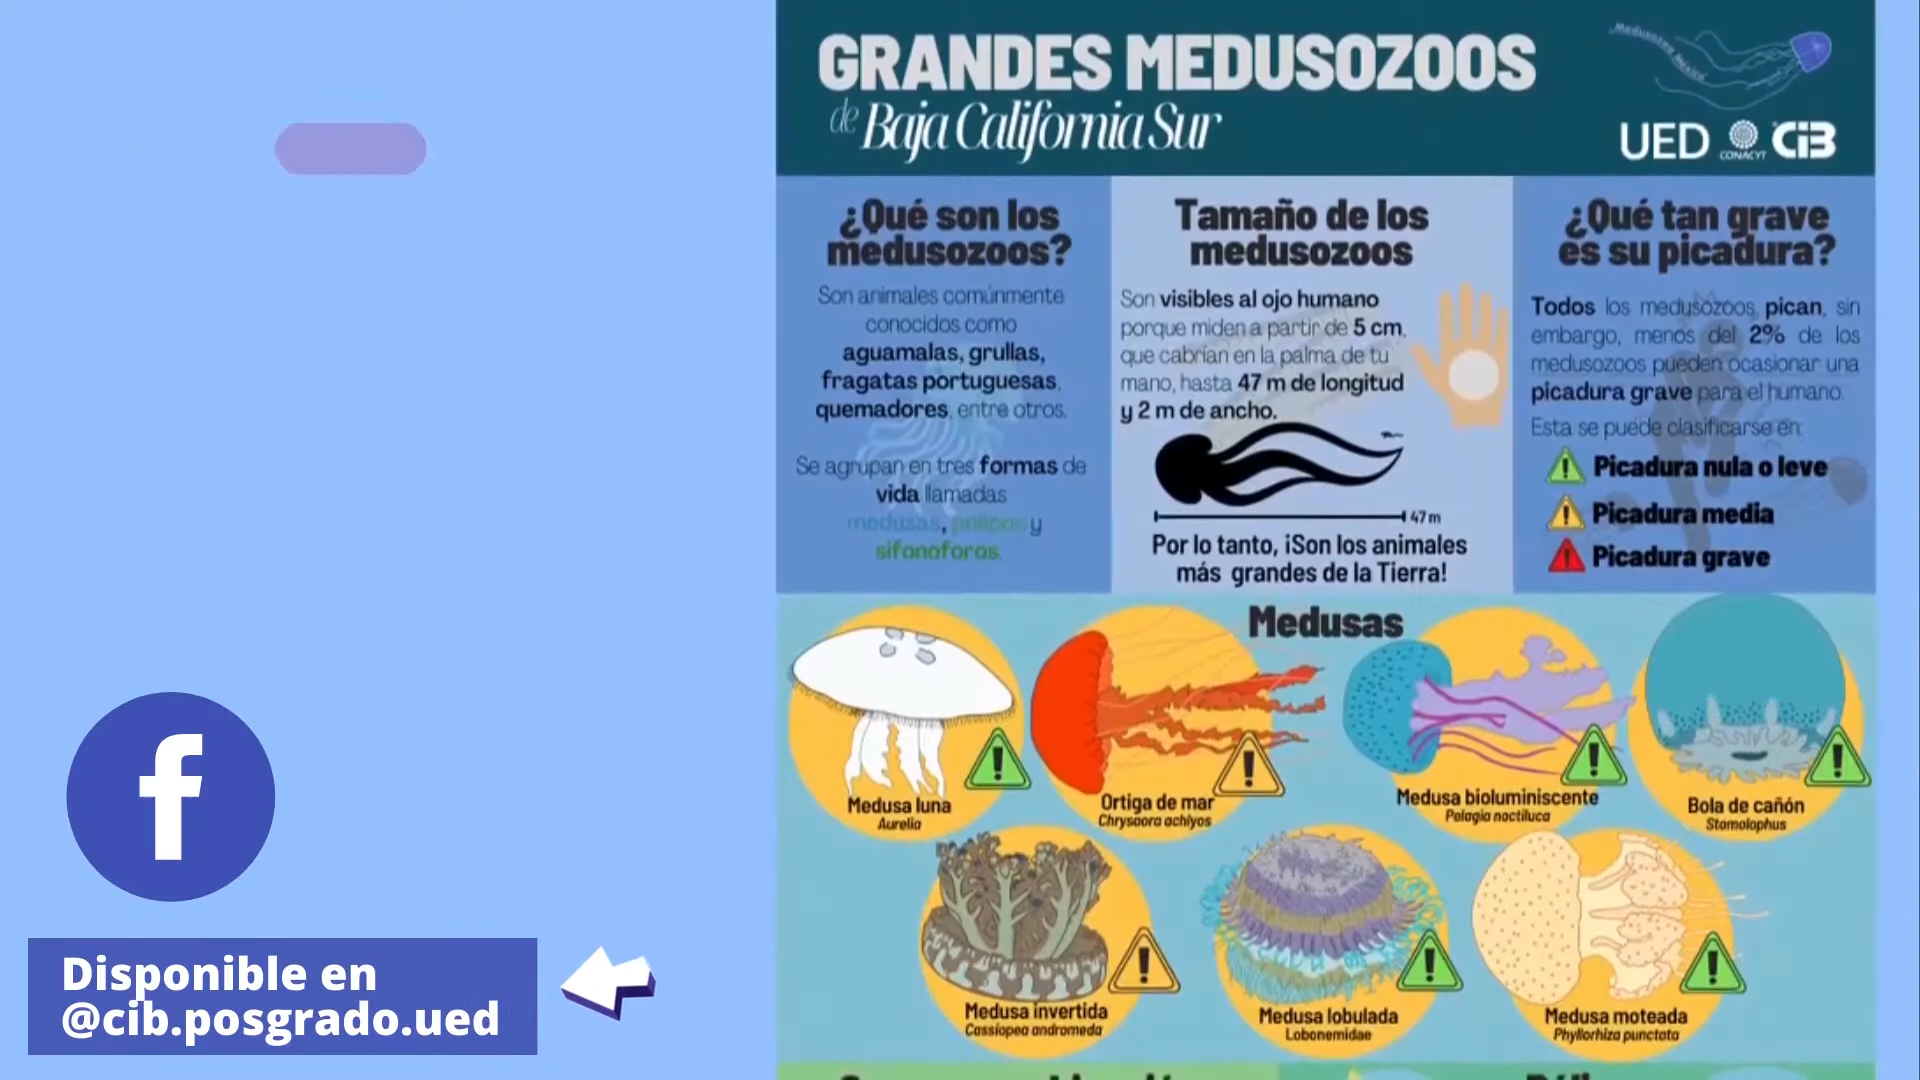 GRANDES MEDUSOZOOS
de Baja California Sur
Medusozoa México
UED CONACYT CiB
¿Qué son los
medusozoos?
Son animales comúnmente
conocidos como
aguamalas, grullas,
fragatas portuguesas,
quemadores, entre otros.
Se agrupan en tres formas de
vida llamadas
medusas, pólipos y
sifonoforos.
Tamaño de los
medusozoos
Son visibles al ojo humano
porque miden a partir de 5 cm,
que cabrían en la palma de tu
mano, hasta 47 m de longitud
y 2 m de ancho.
47 m
Por lo tanto, ¡Son los animales
más grandes de la Tierra!
¿Qué tan grave
es su picadura?
Todos los medusozoos pican, sin
embargo, menos del 2% de los
medusozoos pueden ocasionar una
picadura grave para el humano.
Esta se puede clasificarse en:
Picadura nula o leve
Picadura media
Picadura grave
Medusas
Medusa luna
Aurelia
Ortiga de mar
Chrysaora achlyos
Medusa bioluminiscente
Pelagia noctiluca
Bola de cañón
Stomolophus
Medusa invertida
Cassiopea andromeda
Medusa lobulada
Lobonemidae
Medusa moteada
Phyllorhiza punctata
Disponible en
@cib.posgrado.ued